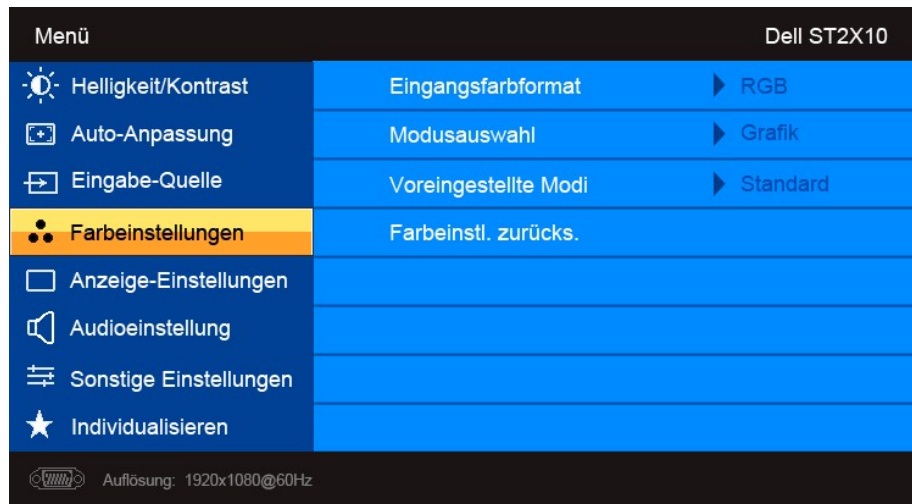 Menü Dell ST2X10
Helligkeit/Kontrast Eingangsfarbformat RGB
Auto-Anpassung Modusauswahl Grafik
Eingabe-Quelle Voreingestellte Modi Standard
Farbeinstellungen Farbeinstl. zurücks.
Anzeige-Einstellungen
Audioeinstellung
Sonstige Einstellungen
Individualisieren
Auflösung: 1920x1080@60Hz